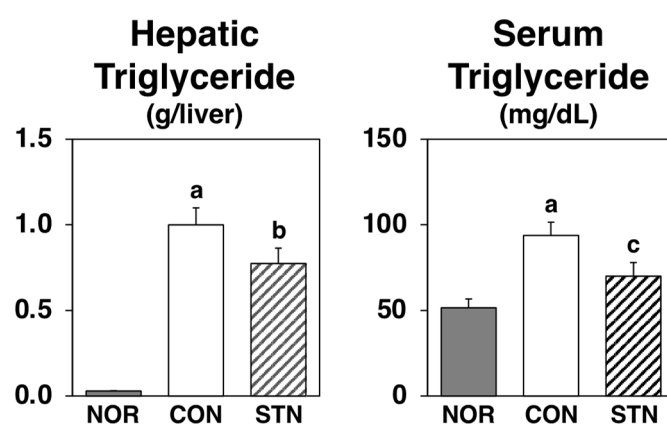 Hepatic
Triglyceride
(g/liver)
1.5
1.0
0.5
0.0
a
b
NOR CON STN
Serum
Triglyceride
(mg/dL)
150
100
50
0
a
c
NOR CON STN